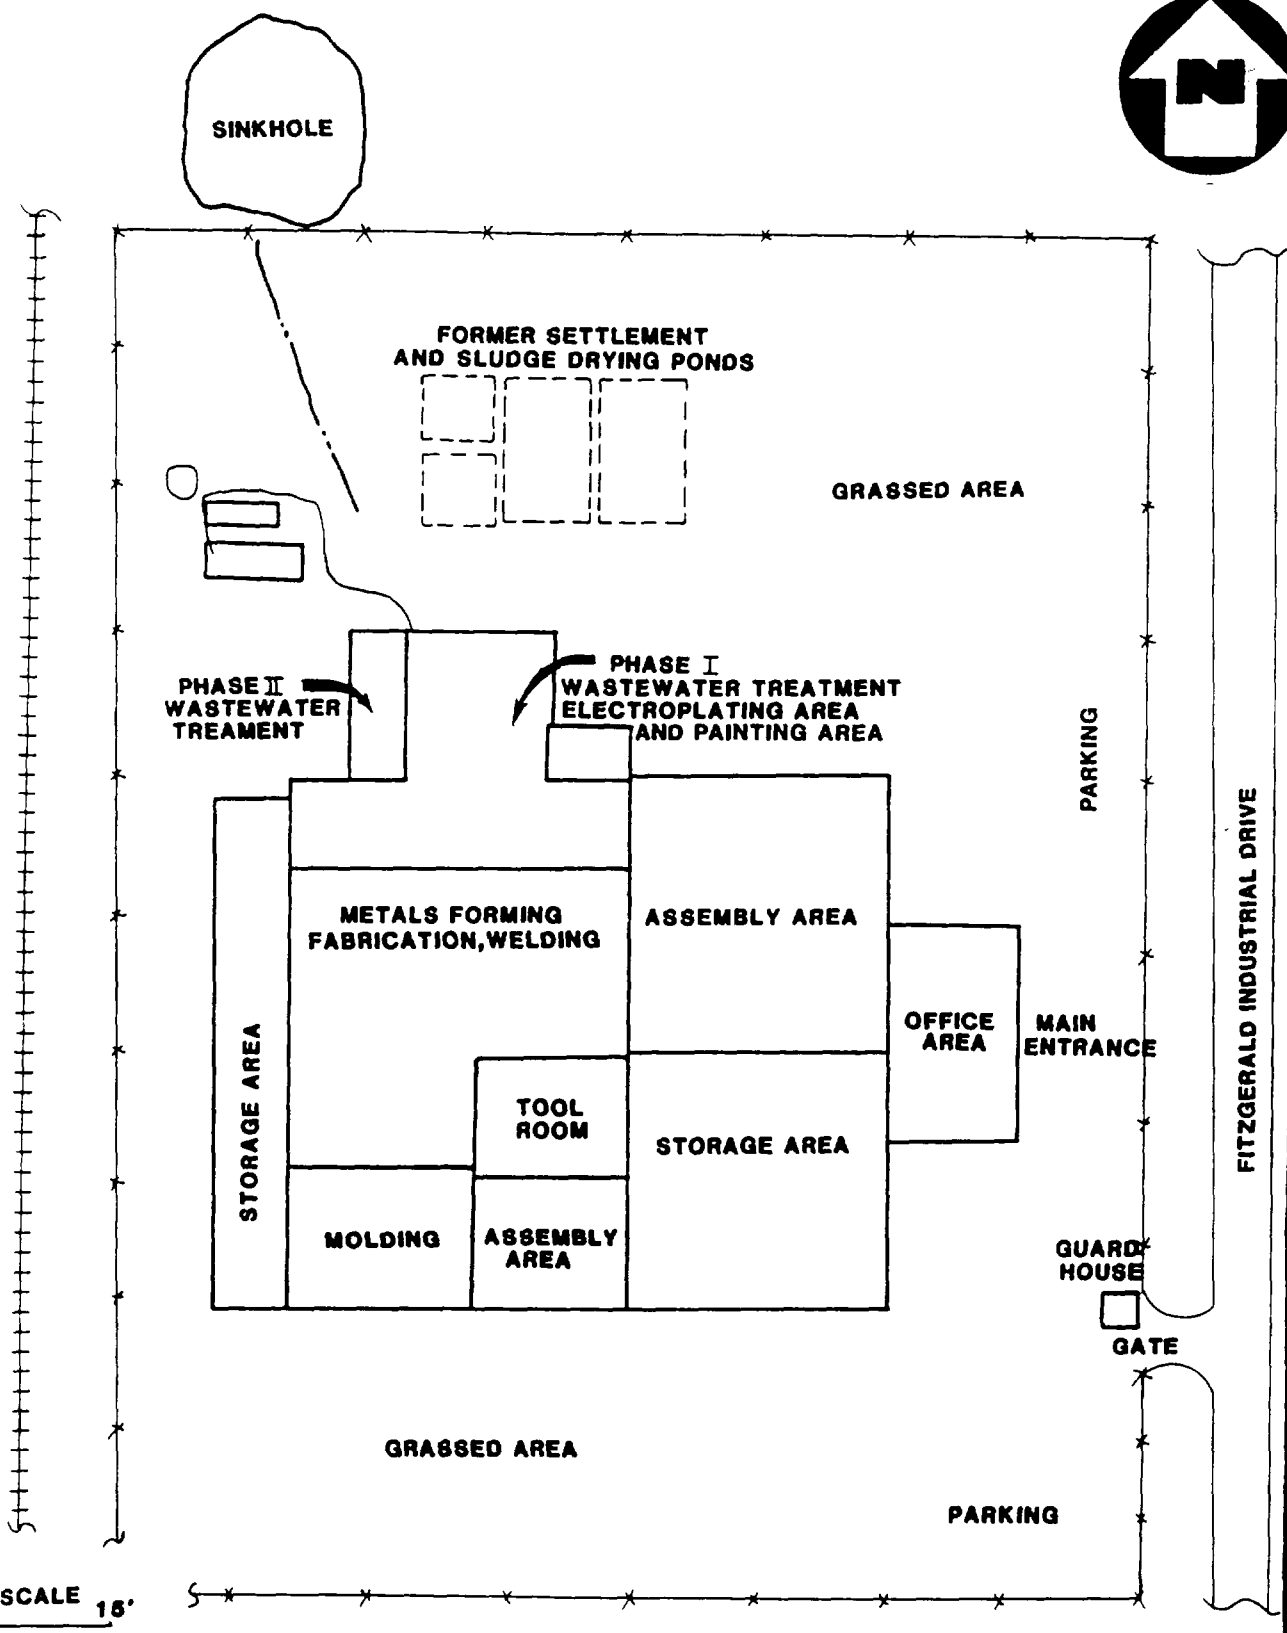 N
SINKHOLE
FORMER SETTLEMENT
AND SLUDGE DRYING PONDS
GRASSED AREA
PHASE I
WASTEWATER TREATMENT
ELECTROPLATING AREA
AND PAINTING AREA
PHASE II
WASTEWATER
TREAMENT
PARKING
FITZGERALD INDUSTRIAL DRIVE
METALS FORMING
FABRICATION, WELDING
ASSEMBLY AREA
OFFICE
AREA
MAIN
ENTRANCE
STORAGE AREA
TOOL
ROOM
STORAGE AREA
MOLDING
ASSEMBLY
AREA
GUARD
HOUSE
GATE
GRASSED AREA
PARKING
SCALE
15'